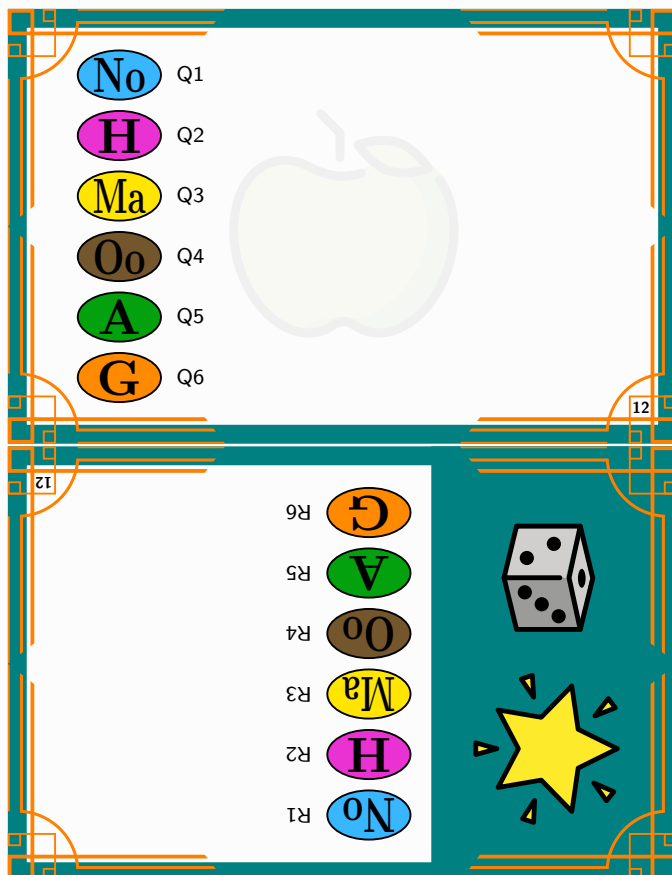 No Q1
H Q2
Ma Q3
Oo Q4
A Q5
G Q6
12
No R1
H R2
Ma R3
Oo R4
A R5
G R6
12